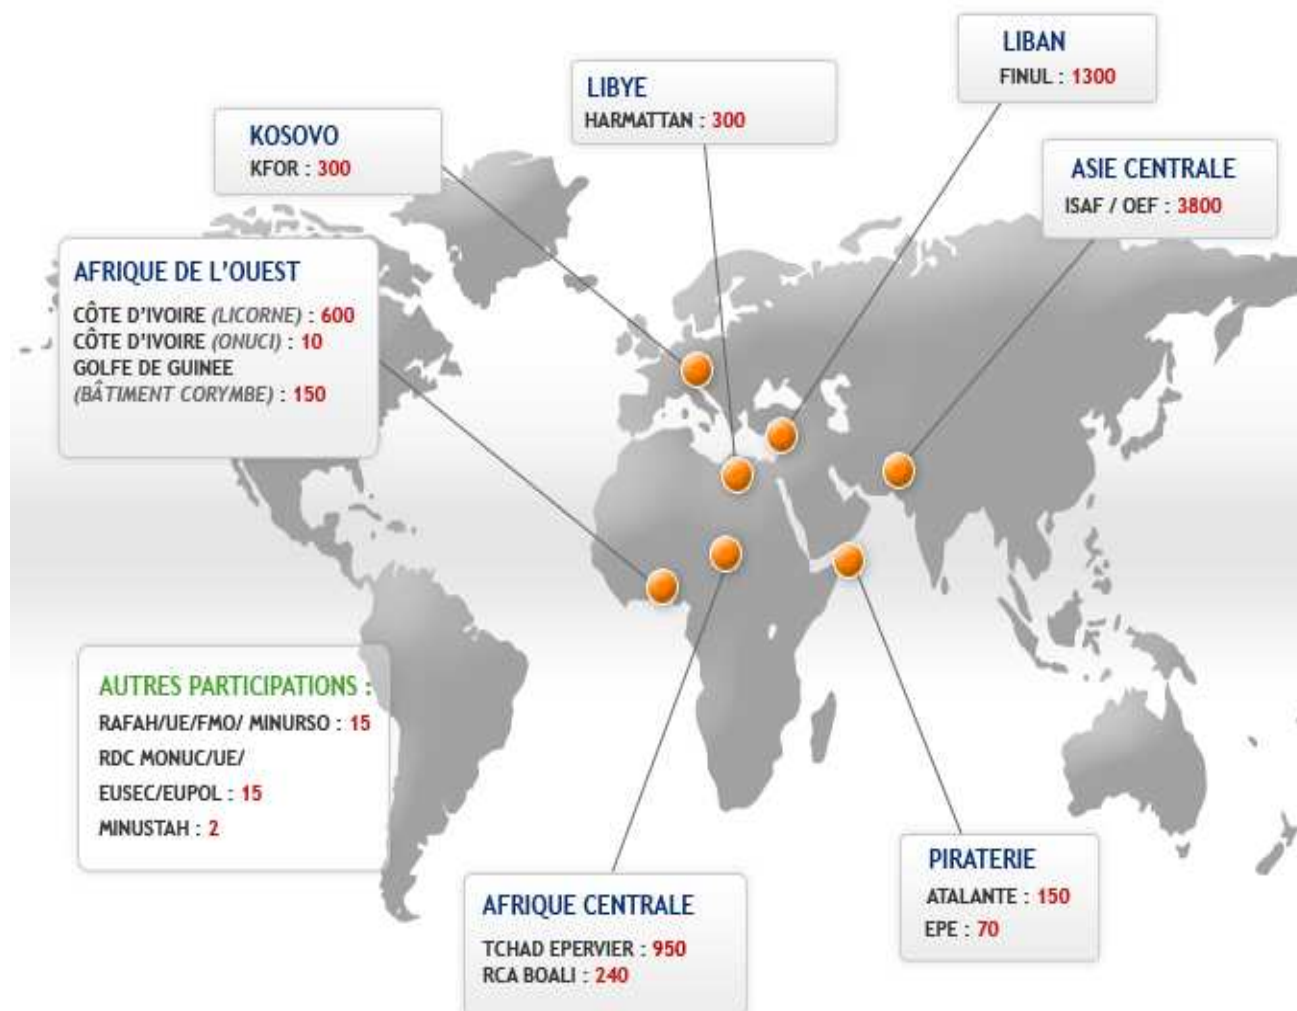 LIBAN
FINUL : 1300
LIBYE
HARMATTAN : 300
KOSOVO
KFOR : 300
ASIE CENTRALE
ISAF / OEF : 3800
AFRIQUE DE L'OUEST
CÔTE D'IVOIRE (LICORNE) : 600
CÔTE D'IVOIRE (ONUCI) : 10
GOLFE DE GUINEE
(BÂTIMENT CORYMBE) : 150
AUTRES PARTICIPATIONS :
RAFAH/UE/FMO/ MINURSO : 15
RDC MONUC/UE/
EUSEC/EUPOL : 15
MINUSTAH : 2
AFRIQUE CENTRALE
TCHAD EPERVIER : 950
RCA BOALI : 240
PIRATERIE
ATALANTE : 150
EPE : 70